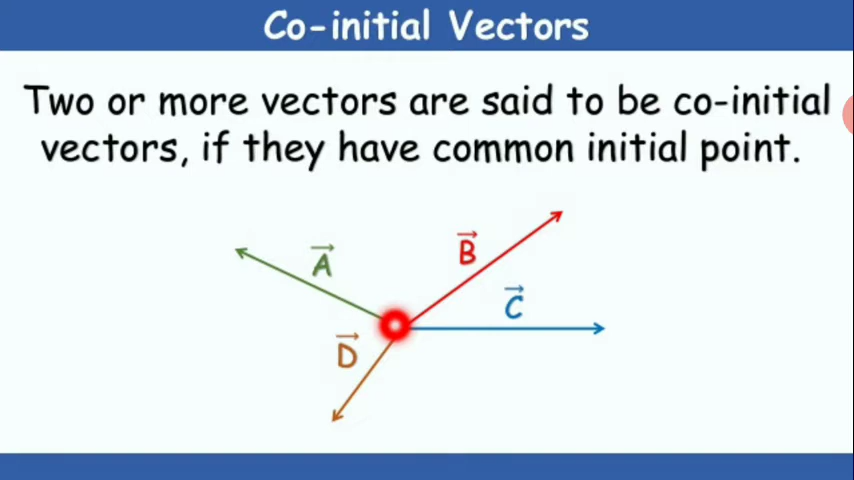 Co-initial Vectors
Two or more vectors are said to be co-initial
vectors, if they have common initial point.
A⃗
B⃗
C⃗
D⃗